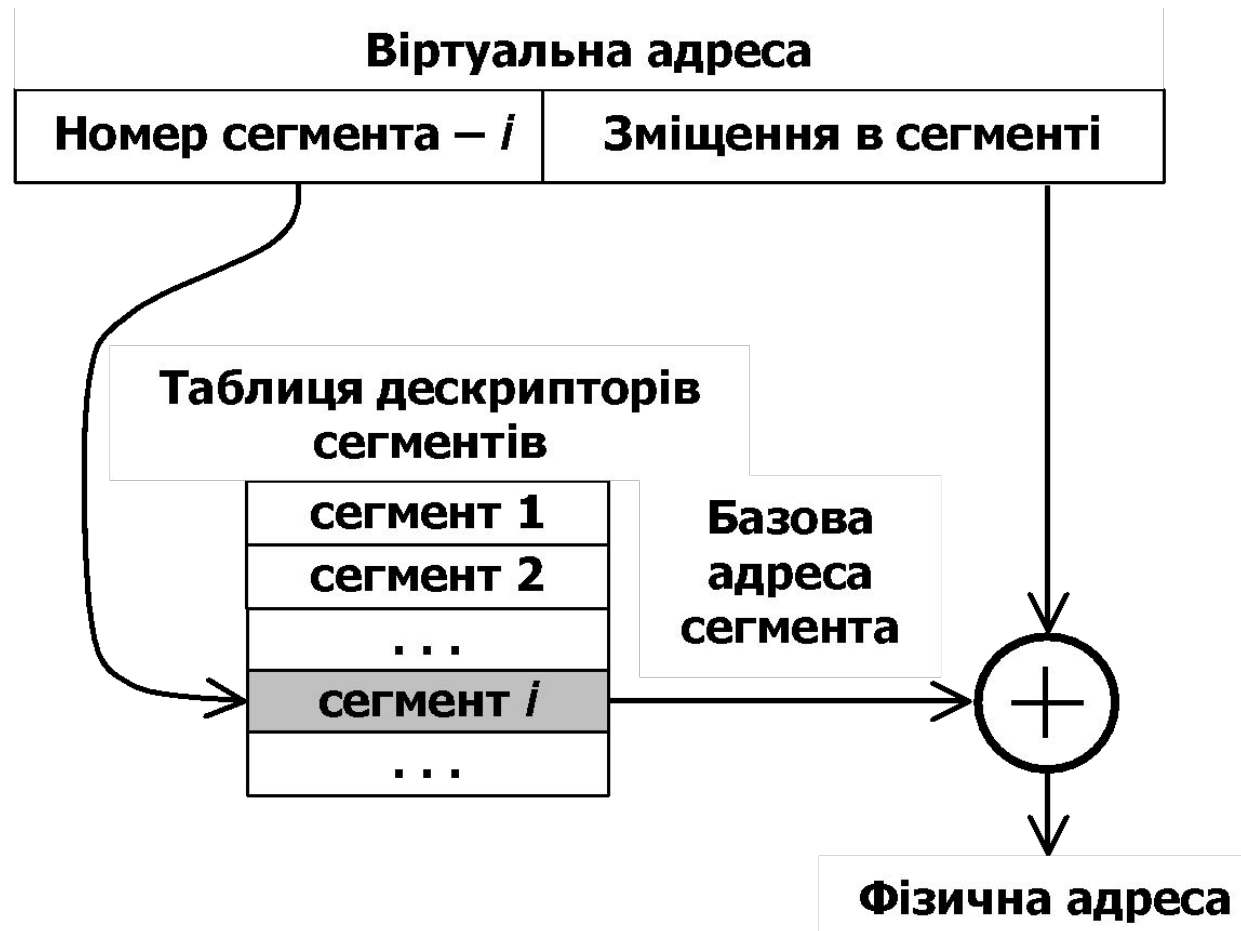 Віртуальна адреса
Номер сегмента – i
Зміщення в сегменті
Таблиця дескрипторів
сегментів
сегмент 1
сегмент 2
. . .
сегмент i
. . .
Базова
адреса
сегмента
Фізична адреса